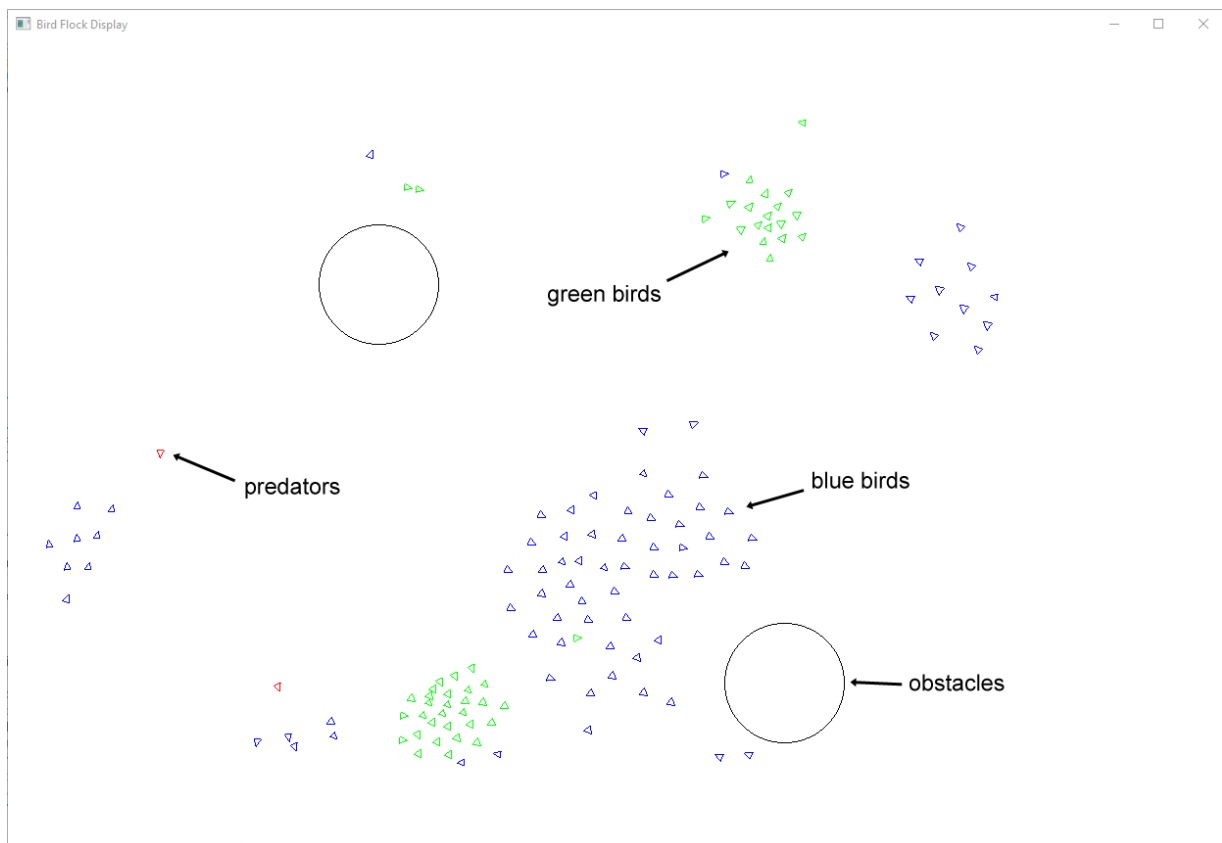 Bird Flock Display
green birds
predators
blue birds
obstacles